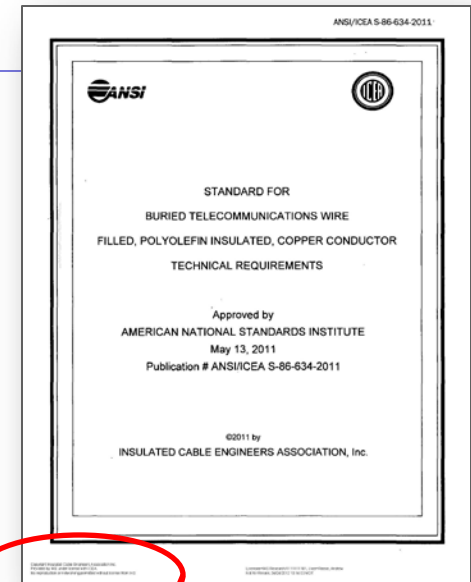 ANSI/ICEA S-86-634-2011
ANSI
ICEA
STANDARD FOR
BURIED TELECOMMUNICATIONS WIRE
FILLED, POLYOLEFIN INSULATED, COPPER CONDUCTOR
TECHNICAL REQUIREMENTS
Approved by
AMERICAN NATIONAL STANDARDS INSTITUTE
May 13, 2011
Publication # ANSI/ICEA S-86-634-2011
©2011 by
INSULATED CABLE ENGINEERS ASSOCIATION, Inc.